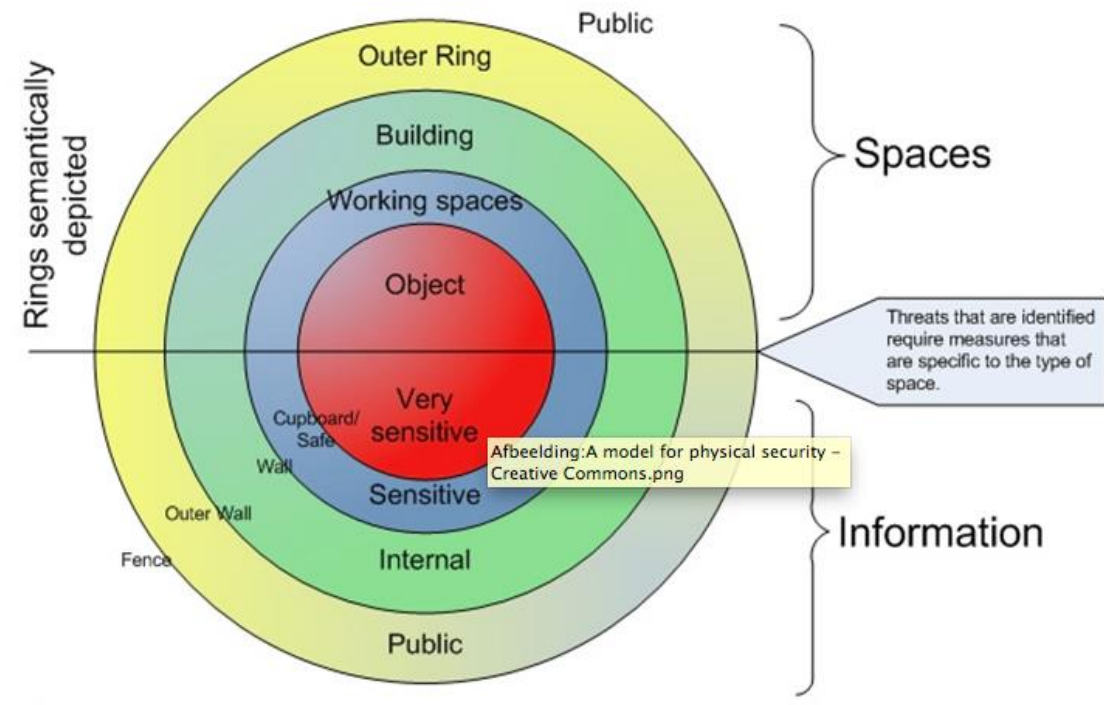 Public
Outer Ring
Rings semantically
depicted
Building
Spaces
Working spaces
Object
Threats that are identified
require measures that
are specific to the type of
space.
Very
sensitive
Cupboard/
Safe
Afbeelding:A model for physical security –
Creative Commons.png
Wall
Sensitive
Outer Wall
Information
Fence
Internal
Public